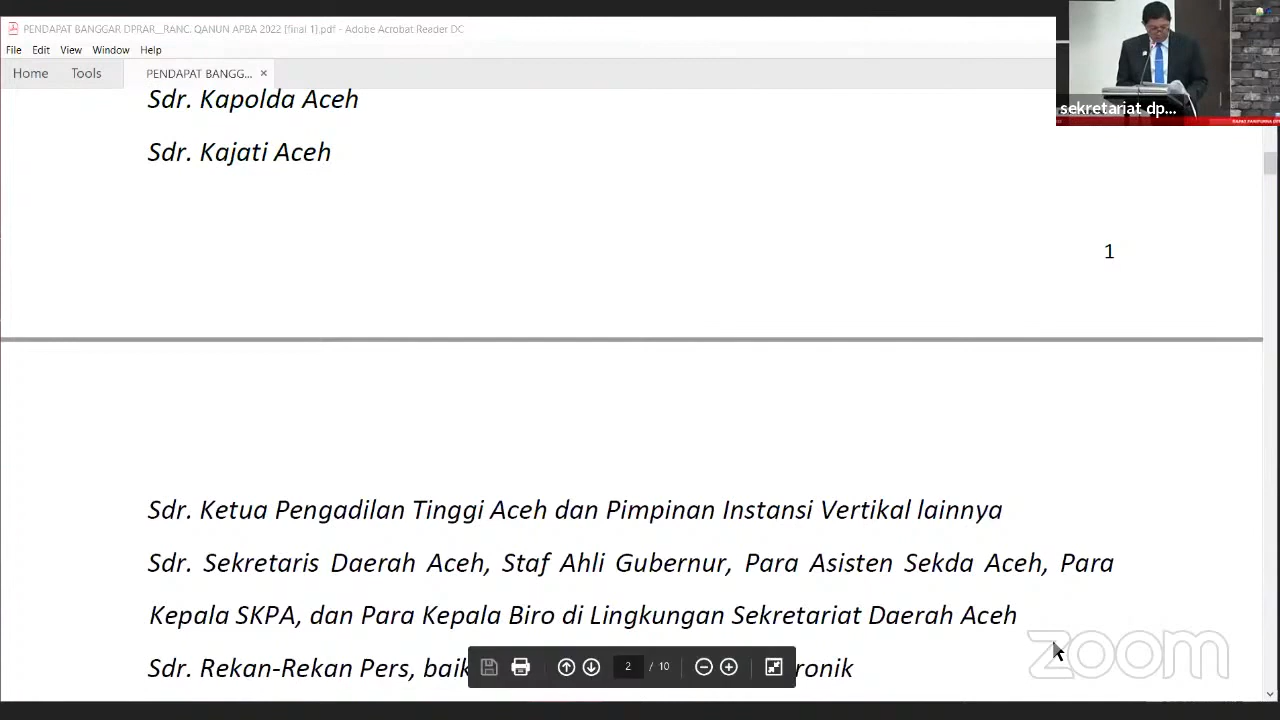 PENDAPAT BANGGAR DPRAR__RANC. QANUN APBA 2022 (final 1).pdf - Adobe Acrobat Reader DC
File Edit View Window Help
Home Tools PENDAPAT BANGG... ×
Sdr. Kapolda Aceh
sekretariat dp...
Sdr. Kajati Aceh
1
Sdr. Ketua Pengadilan Tinggi Aceh dan Pimpinan Instansi Vertikal lainnya
Sdr. Sekretaris Daerah Aceh, Staf Ahli Gubernur, Para Asisten Sekda Aceh, Para
Kepala SKPA, dan Para Kepala Biro di Lingkungan Sekretariat Daerah Aceh
zoom
Sdr. Rekan-Rekan Pers, baik ronik
2 / 10